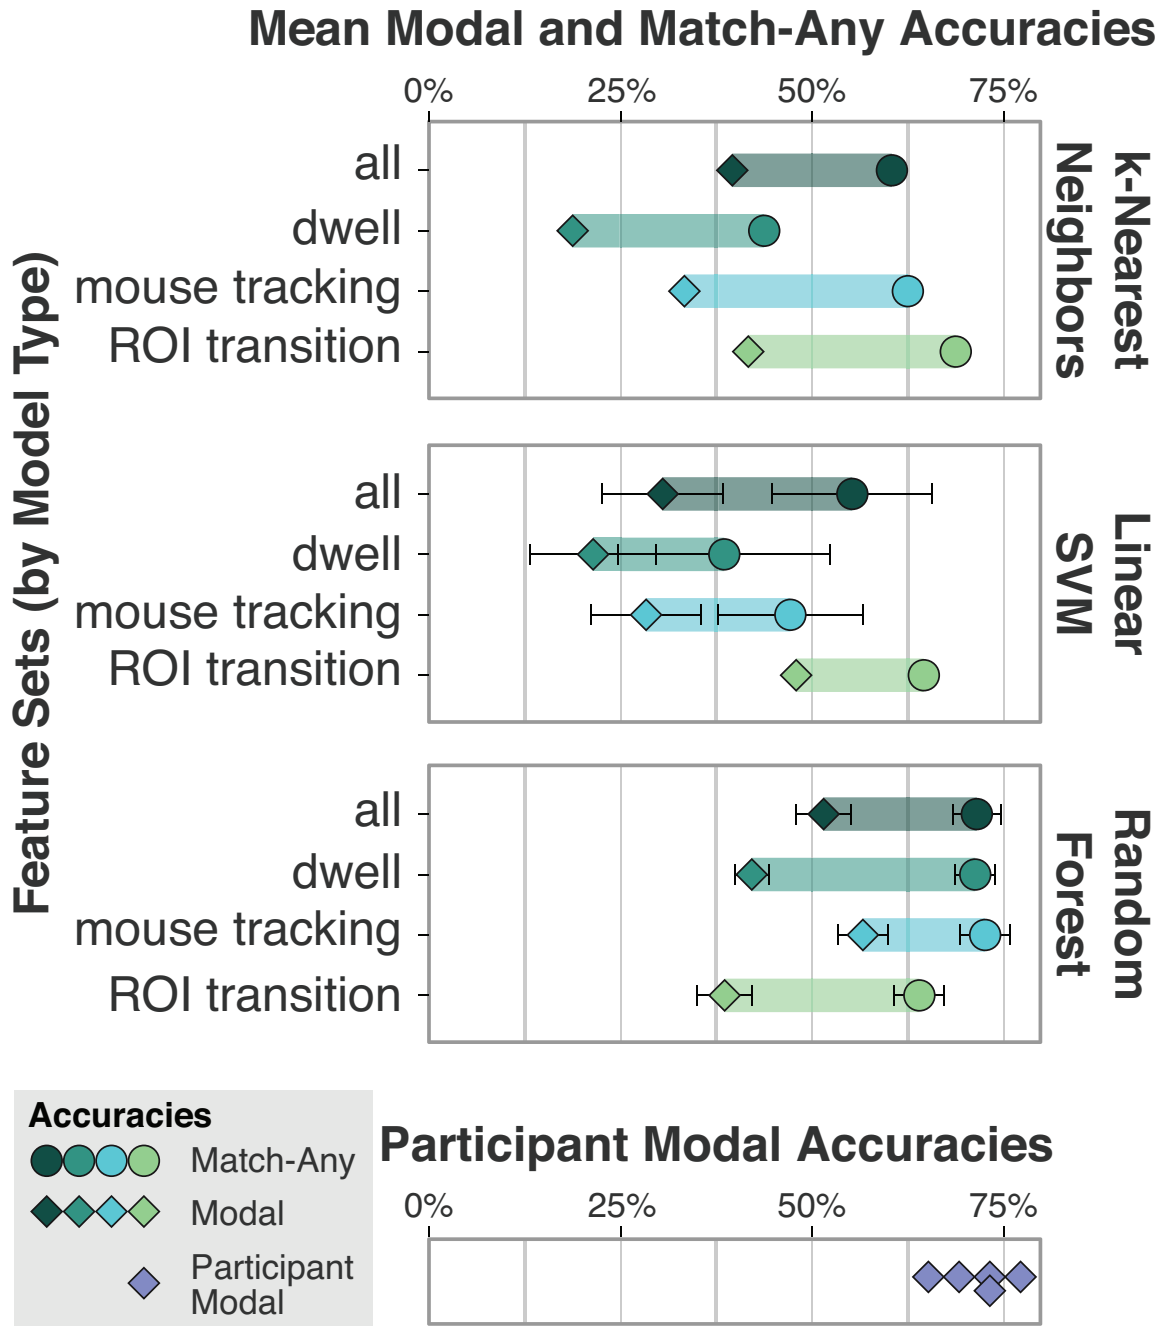 Mean Modal and Match-Any Accuracies
0% 25% 50% 75%
Feature Sets (by Model Type)
all
dwell
mouse tracking
ROI transition
k-Nearest
Neighbors
all
dwell
mouse tracking
ROI transition
Linear
SVM
all
dwell
mouse tracking
ROI transition
Random
Forest
Accuracies
Match-Any
Modal
Participant
Modal
Participant Modal Accuracies
0% 25% 50% 75%